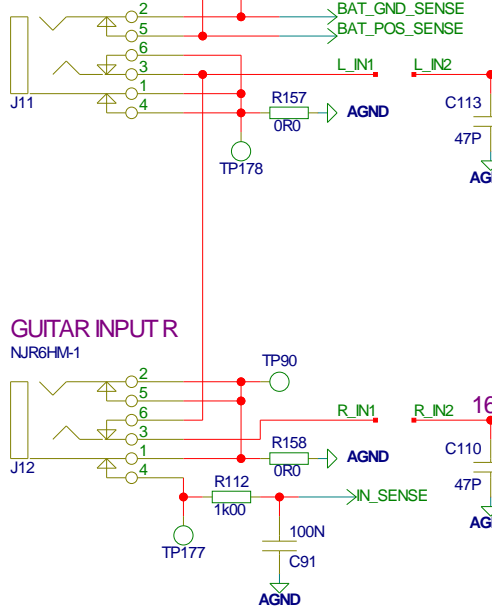 2 BAT_GND_SENSE
5 BAT_POS_SENSE
6
3 L_IN1 L_IN2
1 R157 C113
J11 4 0R0 AGND 47P
TP178 AG
GUITAR INPUT R
NJR6HM-1
2 TP90
5
6 R_IN1 R_IN2 16
3
1 R158 C110
J12 4 0R0 AGND 47P
R112 IN_SENSE
1k00 AG
TP177 100N
C91
AGND